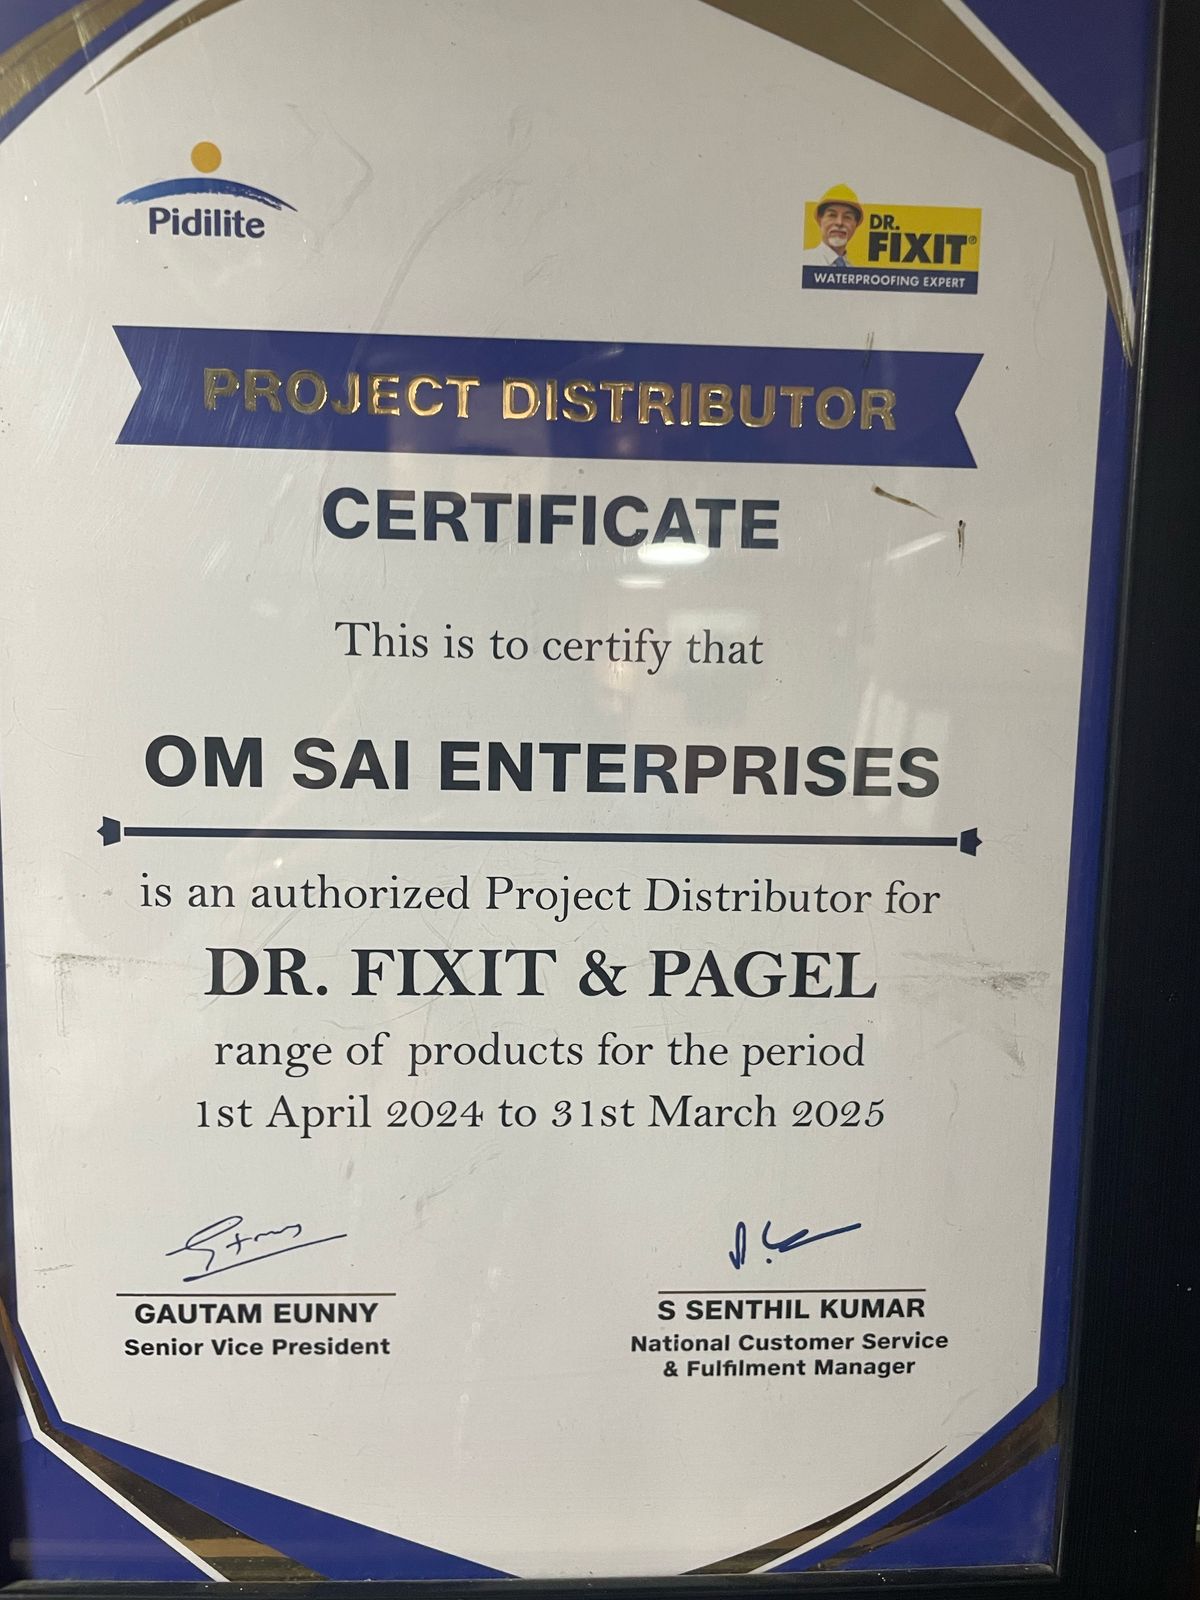 Pidilite
DR.
FIXIT®
WATERPROOFING EXPERT
PROJECT DISTRIBUTOR
CERTIFICATE
This is to certify that
OM SAI ENTERPRISES
is an authorized Project Distributor for
DR. FIXIT & PAGEL
range of products for the period
1st April 2024 to 31st March 2025
GAUTAM EUNNY
Senior Vice President
S SENTHIL KUMAR
National Customer Service
& Fulfilment Manager